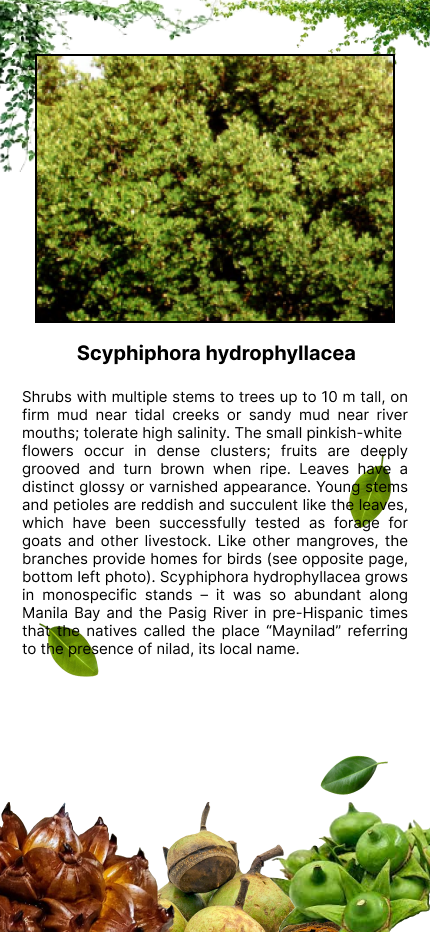 Scyphiphora hydrophyllacea
Shrubs with multiple stems to trees up to 10 m tall, on
firm mud near tidal creeks or sandy mud near river
mouths; tolerate high salinity. The small pinkish-white
flowers occur in dense clusters; fruits are deeply
grooved and turn brown when ripe. Leaves have a
distinct glossy or varnished appearance. Young stems
and petioles are reddish and succulent like the leaves,
which have been successfully tested as forage for
goats and other livestock. Like other mangroves, the
branches provide homes for birds (see opposite page,
bottom left photo). Scyphiphora hydrophyllacea grows
in monospecific stands – it was so abundant along
Manila Bay and the Pasig River in pre-Hispanic times
that the natives called the place “Maynilad” referring
to the presence of nilad, its local name.